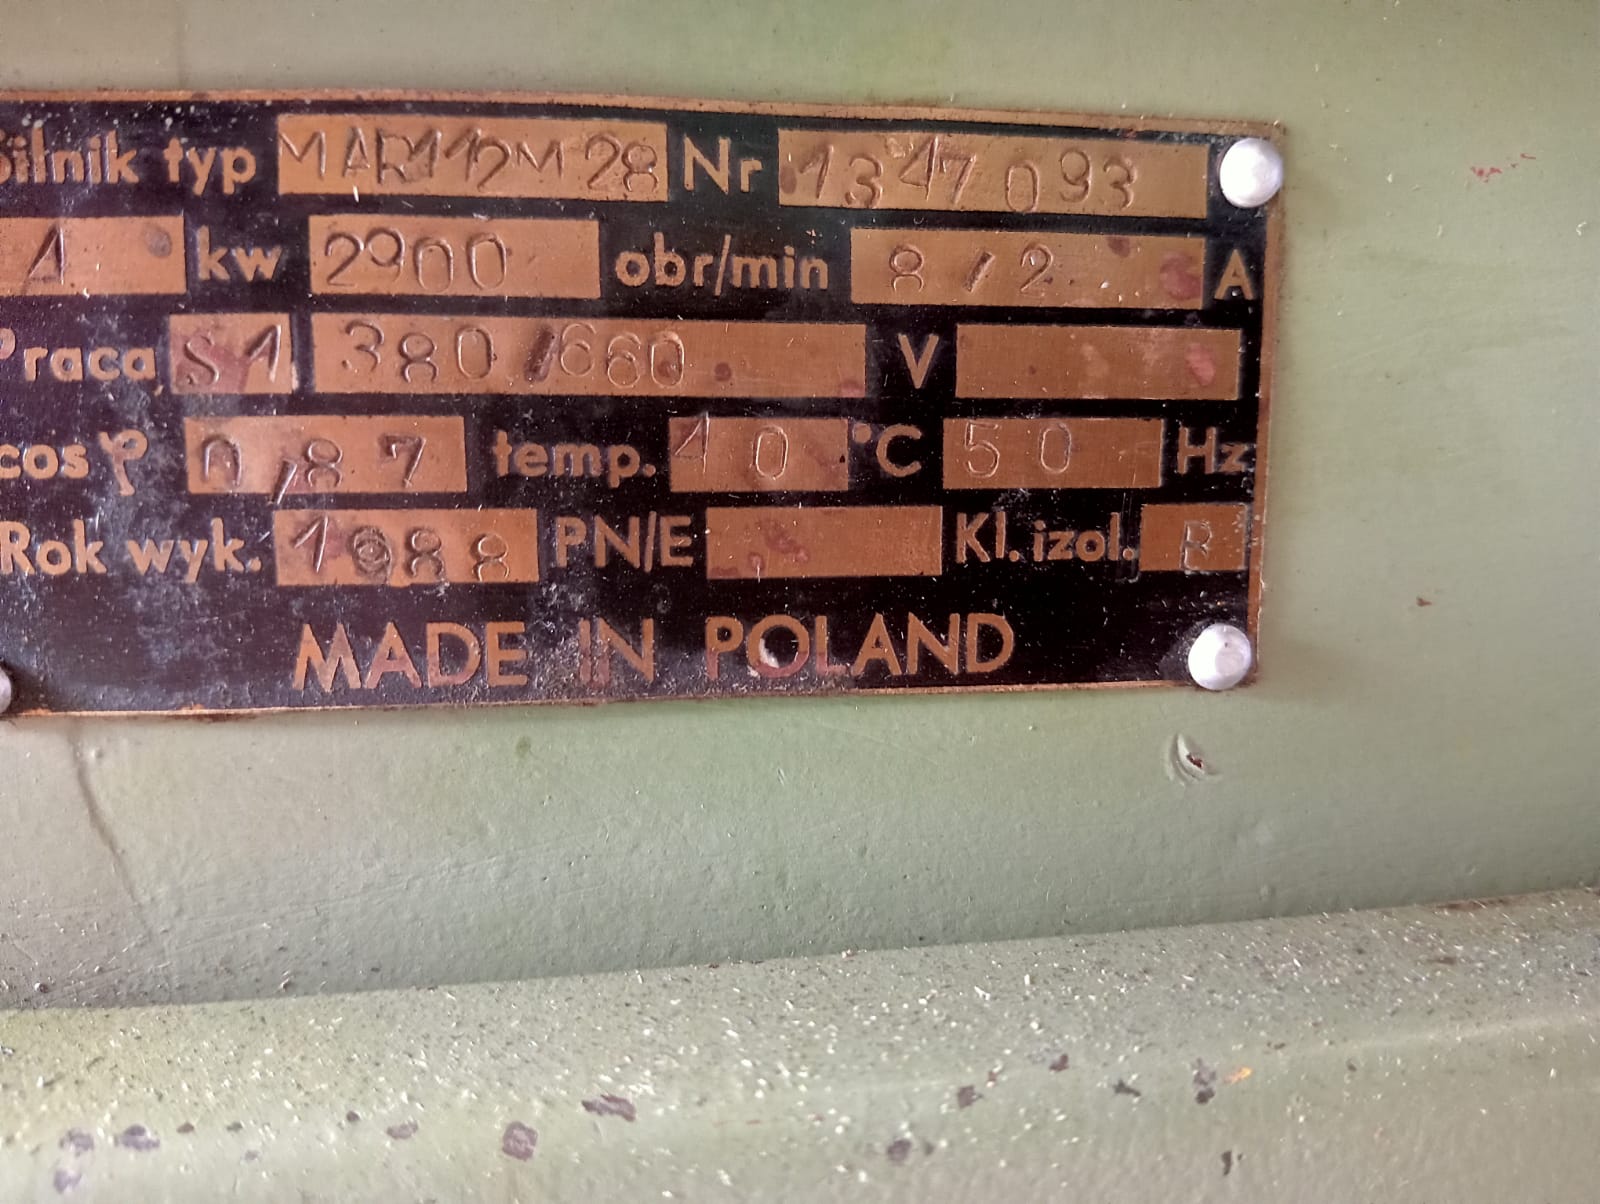 Silnik typ MAR112M28 Nr 1347093
4 kw 2900 obr/min 8/2 A
Praca S1 380/660 V
cos φ 0,87 temp. 40 °C 50 Hz
Rok wyk. 1988 PN/E Kl. izol. B
MADE IN POLAND